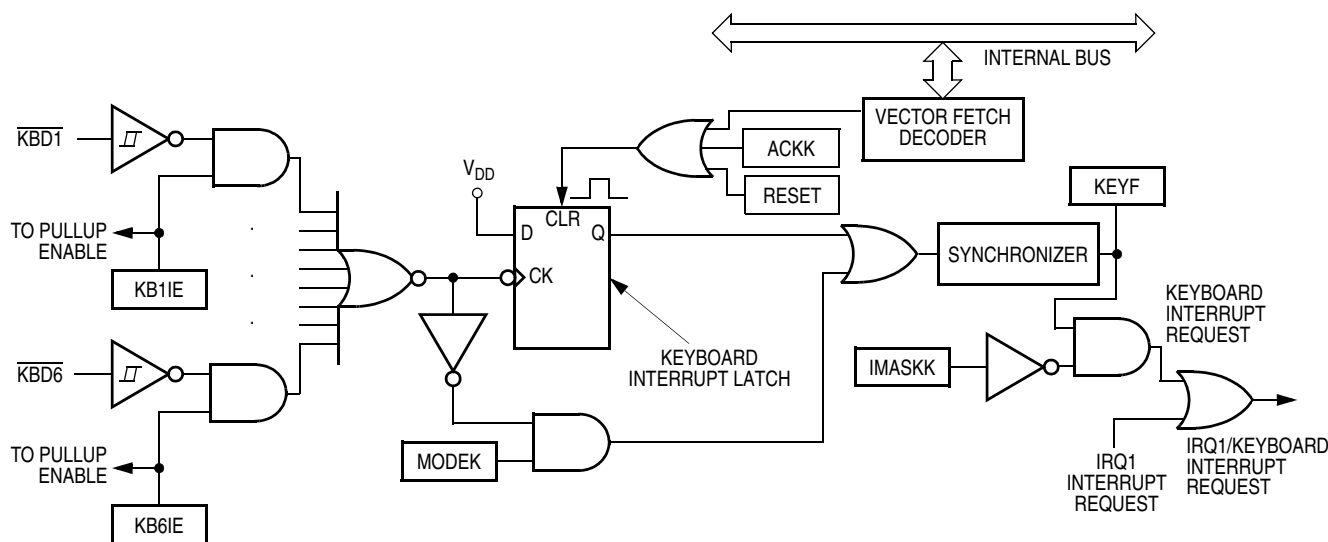 INTERNAL BUS
VECTOR FETCH
DECODER
KBD1
ACKK
VDD
RESET
KEYF
CLR
D
Q
TO PULLUP
ENABLE
SYNCHRONIZER
CK
KB1IE
KEYBOARD
INTERRUPT
REQUEST
KEYBOARD
INTERRUPT LATCH
KBD6
IMASKK
MODEK
TO PULLUP
ENABLE
IRQ1
INTERRUPT
REQUEST
IRQ1/KEYBOARD
INTERRUPT
REQUEST
KB6IE